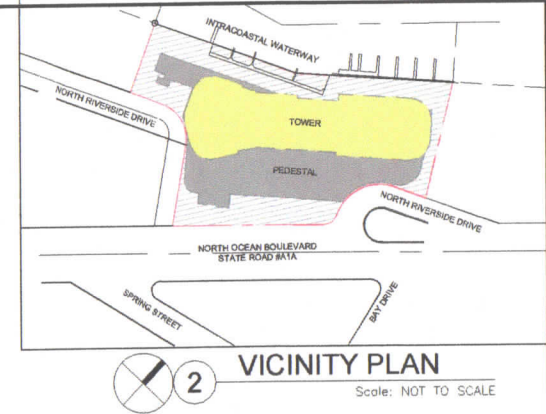 INTRACOASTAL WATERWAY
NORTH RIVERSIDE DRIVE
TOWER
PEDESTAL
NORTH RIVERSIDE DRIVE
NORTH OCEAN BOULEVARD
STATE ROAD #A1A
SPRING STREET
BAY DRIVE
2
VICINITY PLAN
Scale: NOT TO SCALE